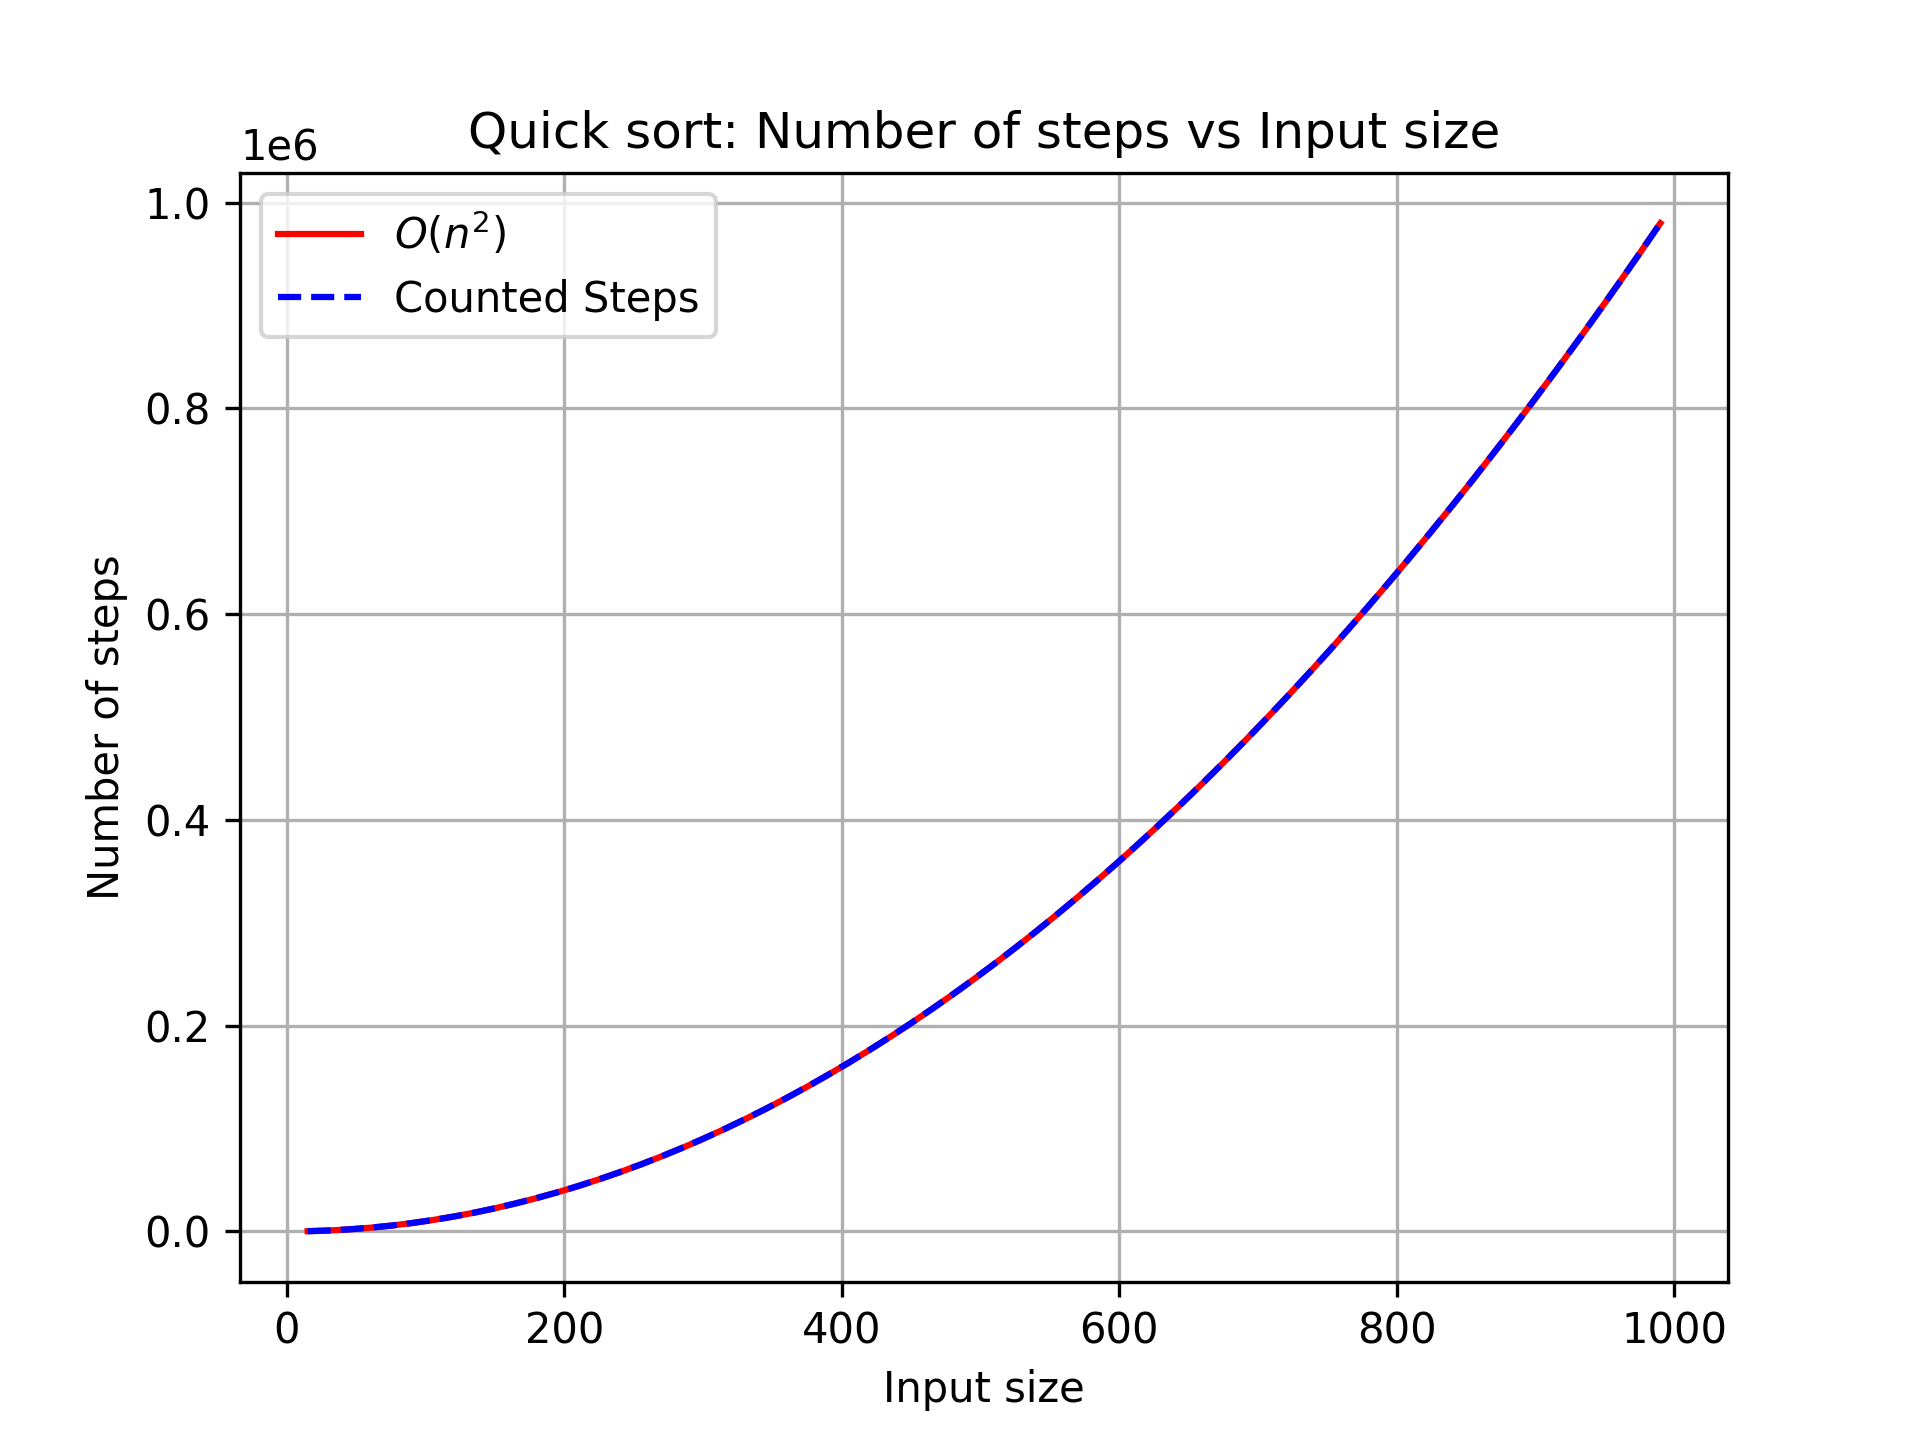 Quick sort: Number of steps vs Input size
1e6
O(n²)
Counted Steps
1.0
0.8
0.6
0.4
0.2
0.0
Number of steps
0 200 400 600 800 1000
Input size